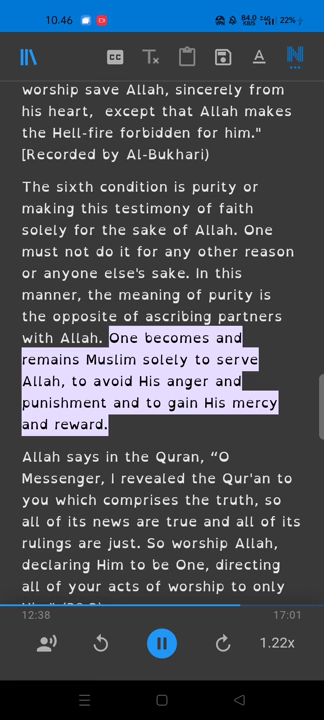 10.46
84.0
22%
CC
worship save Allah, sincerely from
his heart,  except that Allah makes
the Hell-fire forbidden for him."
[Recorded by Al-Bukhari)
The sixth condition is purity or
making this testimony of faith
solely for the sake of Allah. One
must not do it for any other reason
or anyone else's sake. In this
manner, the meaning of purity is
the opposite of ascribing partners
with Allah. One becomes and
remains Muslim solely to serve
Allah, to avoid His anger and
punishment and to gain His mercy
and reward.
Allah says in the Quran, “O
Messenger, I revealed the Qur'an to
you which comprises the truth, so
all of its news are true and all of its
rulings are just. So worship Allah,
declaring Him to be One, directing
all of your acts of worship to only
12:38
17:01
1.22x